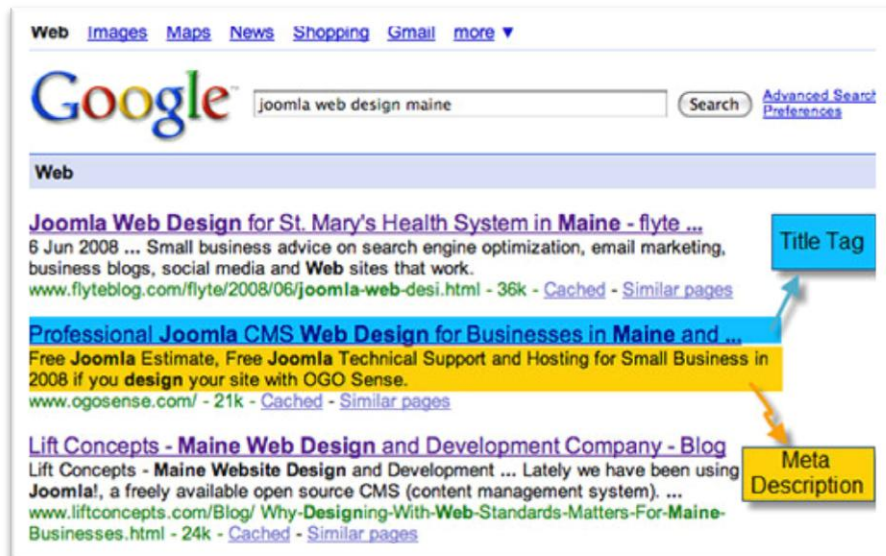 Web Images Maps News Shopping Gmail more ▼
Google™ joomla web design maine Search Advanced Search
Preferences
Web
Joomla Web Design for St. Mary's Health System in Maine - flyte ...
6 Jun 2008 ... Small business advice on search engine optimization, email marketing,
business blogs, social media and Web sites that work.
www.flyteblog.com/flyte/2008/06/joomla-web-desi.html - 36k - Cached - Similar pages
Title Tag
Professional Joomla CMS Web Design for Businesses in Maine and ...
Free Joomla Estimate, Free Joomla Technical Support and Hosting for Small Business in
2008 if you design your site with OGO Sense.
www.ogosense.com/ - 21k - Cached - Similar pages
Lift Concepts - Maine Web Design and Development Company - Blog
Lift Concepts - Maine Website Design and Development ... Lately we have been using
Joomla!, a freely available open source CMS (content management system). ...
www.liftconcepts.com/Blog/ Why-Designing-With-Web-Standards-Matters-For-Maine-
Businesses.html - 24k - Cached - Similar pages
Meta
Description